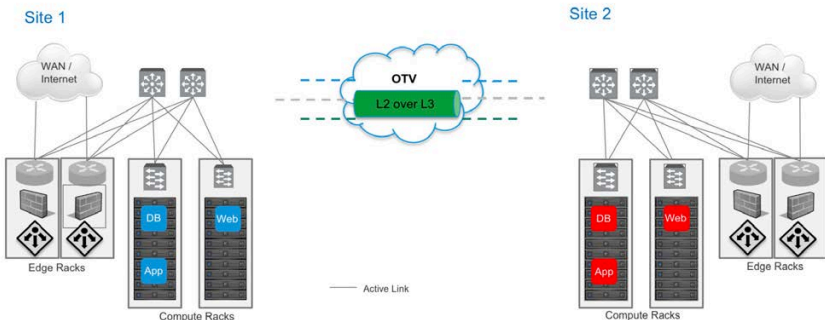 Site 1
Site 2
WAN /
Internet
OTV
L2 over L3
WAN /
Internet
DB
Web
App
DB
Web
App
Edge Racks
Compute Racks
Active Link
Edge Racks
Compute Racks